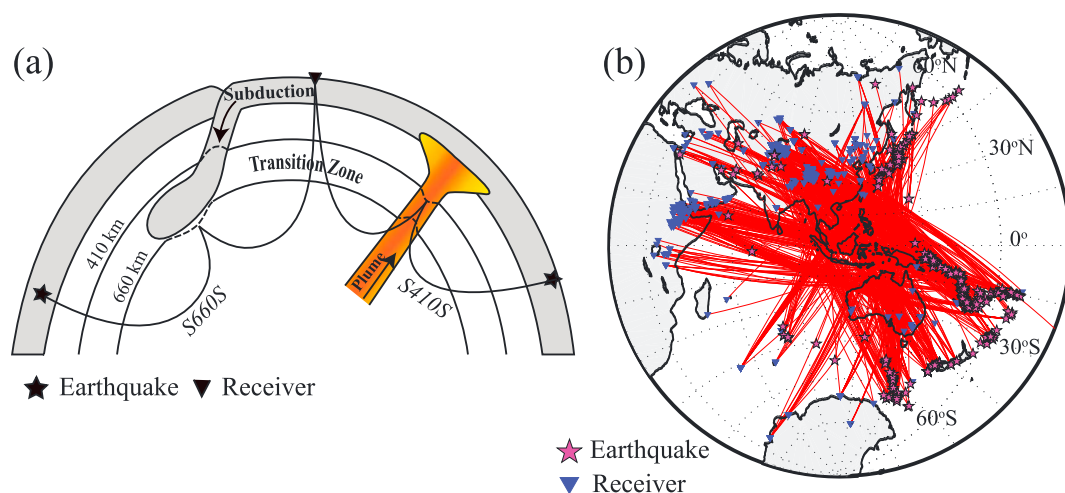 (a)
Subduction
Transition Zone
410 km
660 km
Plume
S660S
S410S
Earthquake
Receiver
(b)
60°N
30°N
0°
30°S
60°S
Earthquake
Receiver